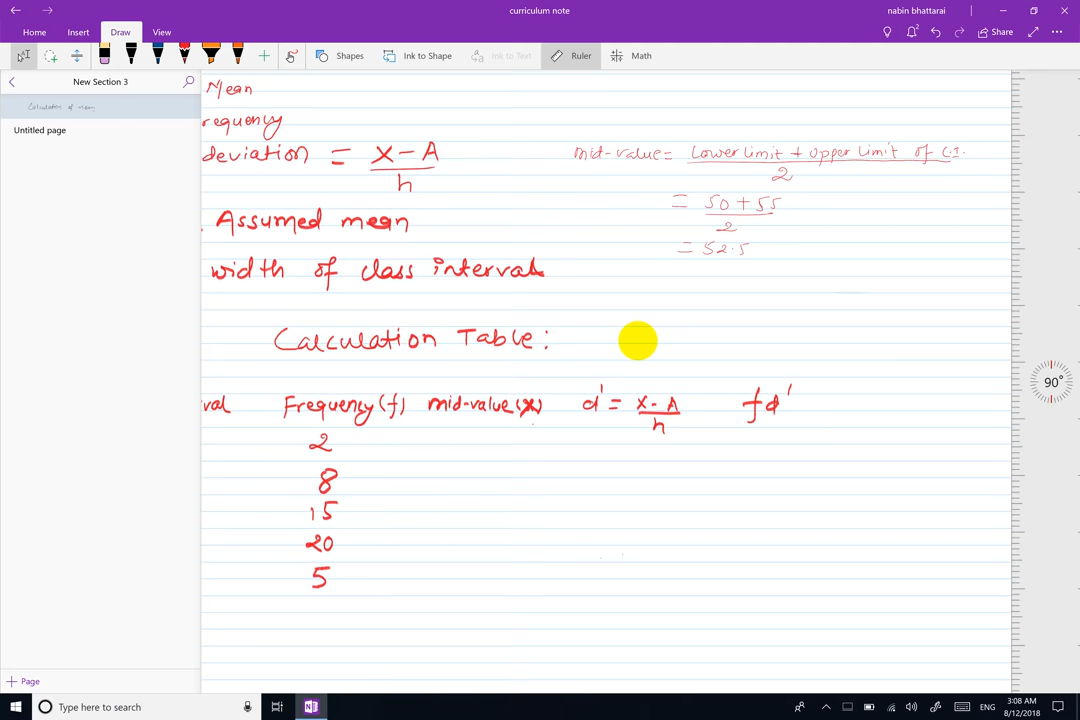 curriculum note
nabin bhattarai
Home Insert Draw View
Share
Shapes Ink to Shape Ink to Text Ruler Math
New Section 3
Calculation of mean
Untitled page
Mean
requency
deviation = X - A / h
Assumed mean
width of class interval
mid-value = Lower limit + Upper Limit of C.I. / 2
= 50 + 55 / 2
= 52.5
Calculation Table:
val Frequency (f) mid-value (x) d' = X - A / h fd'
2
8
15
20
5
90°
+ Page
Type here to search
ENG
3:08 AM
8/12/2018